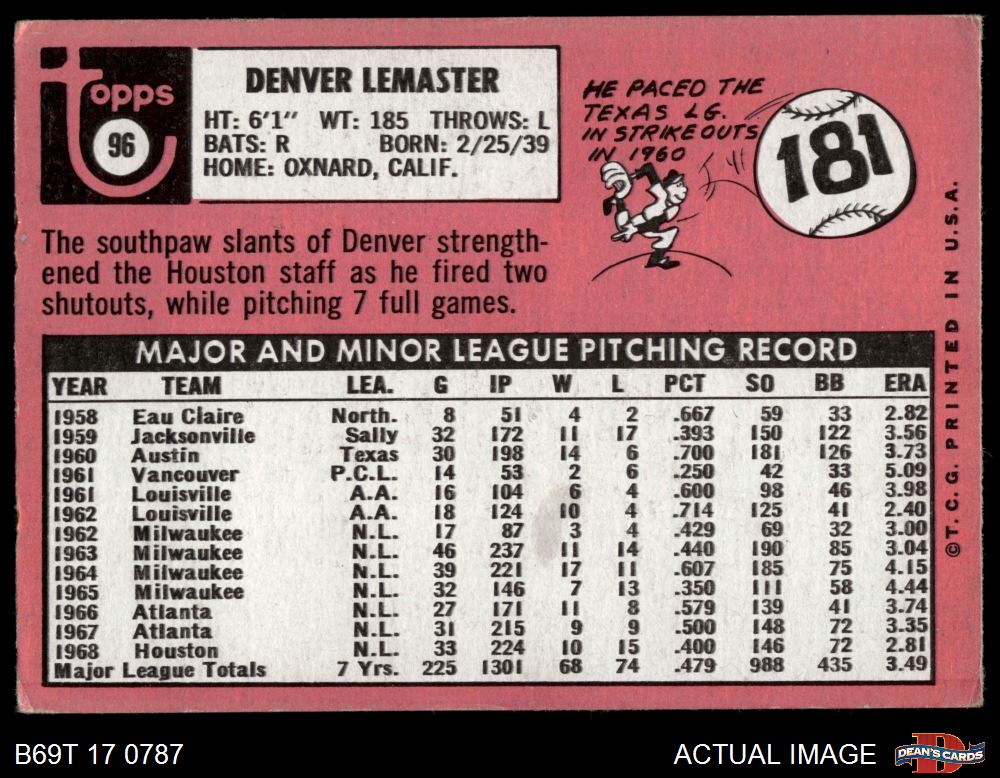 topps
96
DENVER LEMASTER
HT: 6'1" WT: 185 THROWS: L
BATS: R BORN: 2/25/39
HOME: OXNARD, CALIF.
HE PACED THE
TEXAS LG.
IN STRIKEOUTS
IN 1960
181
The southpaw slants of Denver strength-
ened the Houston staff as he fired two
shutouts, while pitching 7 full games.
MAJOR AND MINOR LEAGUE PITCHING RECORD
YEAR TEAM LEA. G IP W L PCT SO BB ERA
1958 Eau Claire North. 8 51 4 2 .667 59 33 2.82
1959 Jacksonville Sally 32 172 11 17 .393 150 122 3.56
1960 Austin Texas 30 198 14 6 .700 181 126 3.73
1961 Vancouver P.C.L. 14 53 2 6 .250 42 33 5.09
1961 Louisville A.A. 16 104 6 4 .600 98 46 3.98
1962 Louisville A.A. 18 124 10 4 .714 125 41 2.40
1962 Milwaukee N.L. 17 87 3 4 .429 69 32 3.00
1963 Milwaukee N.L. 46 237 11 14 .440 190 85 3.04
1964 Milwaukee N.L. 39 221 17 11 .607 185 75 4.15
1965 Milwaukee N.L. 32 146 7 13 .350 111 58 4.44
1966 Atlanta N.L. 27 171 11 8 .579 139 41 3.74
1967 Atlanta N.L. 31 215 9 9 .500 148 72 3.35
1968 Houston N.L. 33 224 10 15 .400 146 72 2.81
Major League Totals 7 Yrs. 225 1301 68 74 .479 988 435 3.49
©T. C. G. PRINTED IN U.S.A.
B69T 17 0787
ACTUAL IMAGE
DEAN'S CARDS